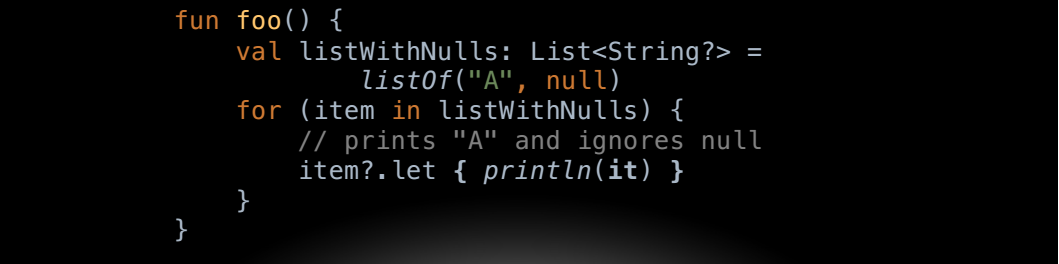 fun foo() {
    val listWithNulls: List<String?> =
            listOf("A", null)
    for (item in listWithNulls) {
        // prints "A" and ignores null
        item?.let { println(it) }
    }
}